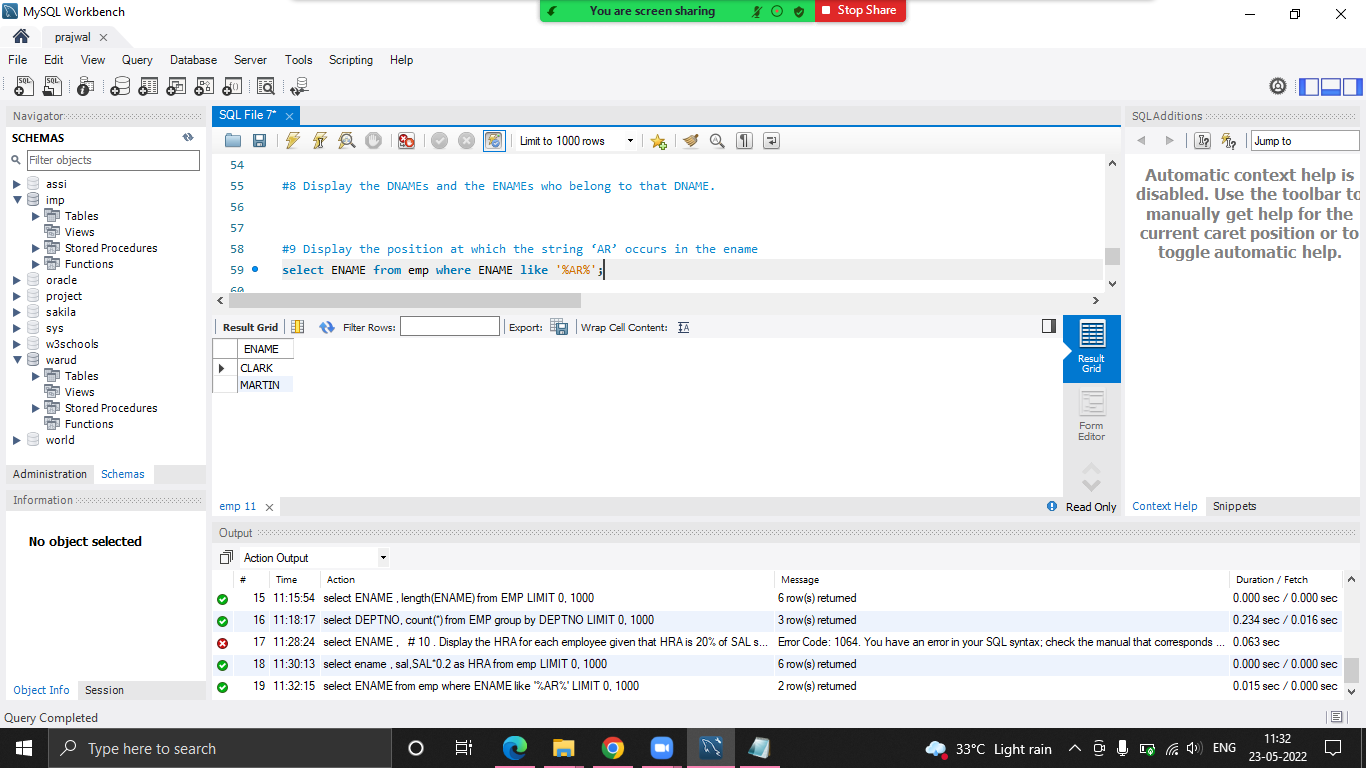 MySQL Workbench
You are screen sharing
Stop Share
prajwal
File Edit View Query Database Server Tools Scripting Help
Navigator
SCHEMAS
Filter objects
assi
imp
Tables
Views
Stored Procedures
Functions
oracle
project
sakila
sys
w3schools
warud
Tables
Views
Stored Procedures
Functions
world
Administration Schemas
Information
No object selected
Object Info Session
SQL File 7*
Limit to 1000 rows
54
55 #8 Display the DNAMEs and the ENAMEs who belong to that DNAME.
56
57
58 #9 Display the position at which the string ‘AR’ occurs in the ename
59 select ENAME from emp where ENAME like '%AR%';
60
Result Grid Filter Rows: Export: Wrap Cell Content:
ENAME
CLARK
MARTIN
Result Grid
Form Editor
emp 11
Read Only
Output
Action Output
# Time Action Message Duration / Fetch
15 11:15:54 select ENAME , length(ENAME) from EMP LIMIT 0, 1000 6 row(s) returned 0.000 sec / 0.000 sec
16 11:18:17 select DEPTNO, count(*) from EMP group by DEPTNO LIMIT 0, 1000 3 row(s) returned 0.234 sec / 0.016 sec
17 11:28:24 select ENAME , # 10 . Display the HRA for each employee given that HRA is 20% of SAL s... Error Code: 1064. You have an error in your SQL syntax; check the manual that corresponds ... 0.063 sec
18 11:30:13 select ename , sal,SAL*0.2 as HRA from emp LIMIT 0, 1000 6 row(s) returned 0.000 sec / 0.000 sec
19 11:32:15 select ENAME from emp where ENAME like '%AR%' LIMIT 0, 1000 2 row(s) returned 0.015 sec / 0.000 sec
SQLAdditions
Jump to
Automatic context help is
disabled. Use the toolbar to
manually get help for the
current caret position or to
toggle automatic help.
Context Help Snippets
Query Completed
Type here to search
33°C Light rain
ENG
11:32
23-05-2022